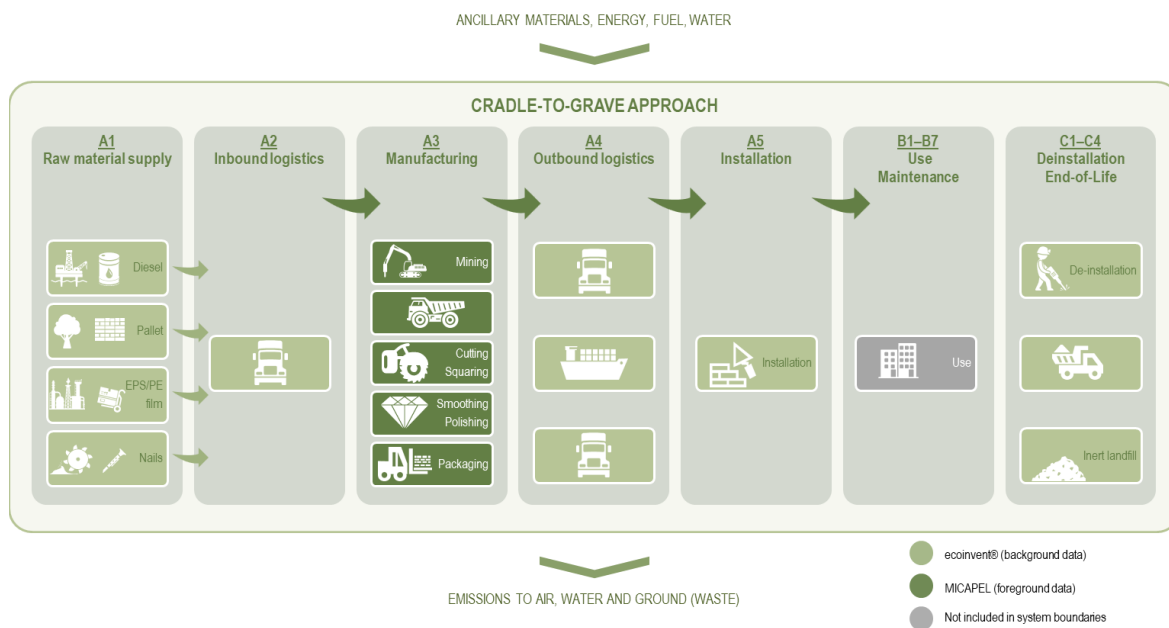 ANCILLARY MATERIALS, ENERGY, FUEL, WATER
CRADLE-TO-GRAVE APPROACH
A1
Raw material supply
Diesel
Pallet
EPS/PE
film
Nails
A2
Inbound logistics
A3
Manufacturing
Mining
Cutting
Squaring
Smoothing
Polishing
Packaging
A4
Outbound logistics
A5
Installation
Installation
B1–B7
Use
Maintenance
Use
C1–C4
Deinstallation
End-of-Life
De-installation
Inert landfill
EMISSIONS TO AIR, WATER AND GROUND (WASTE)
ecoinvent® (background data)
MICAPEL (foreground data)
Not included in system boundaries